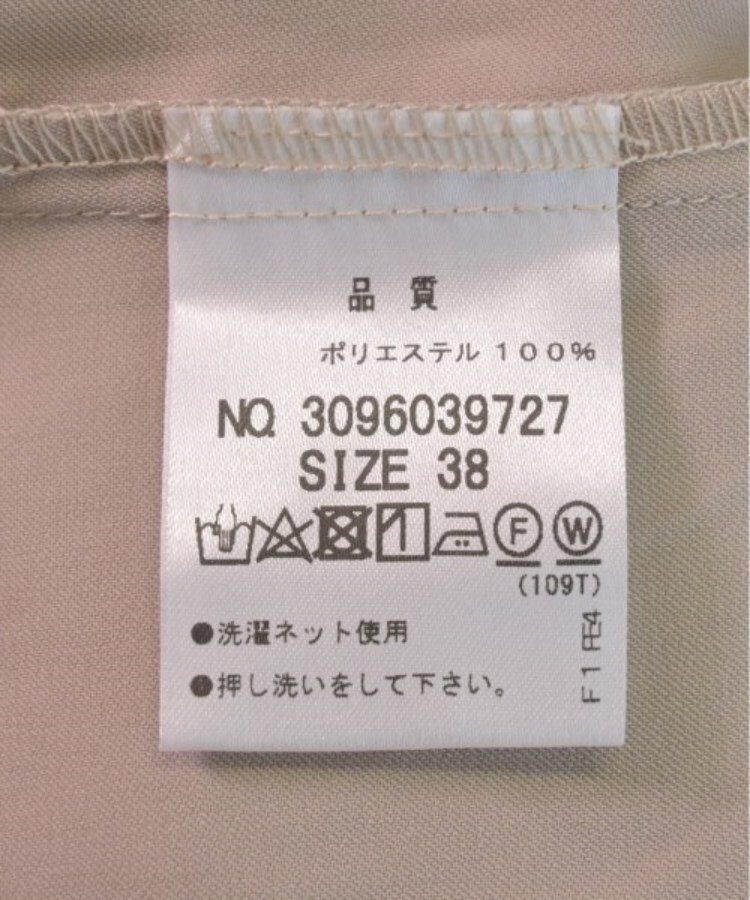 品 質
ポリエステル 100%
NO. 3096039727
SIZE 38
F W
(109T)
●洗濯ネット使用
●押し洗いをして下さい。
F1